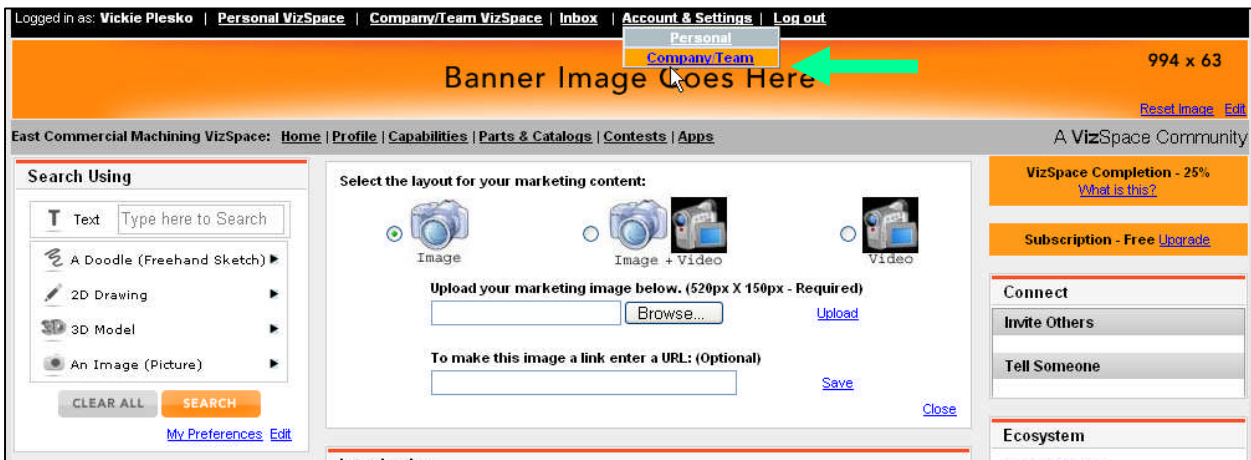 Logged in as: Vickie Plesko | Personal VizSpace | Company/Team VizSpace | Inbox | Account & Settings | Log out
Personal
Company/Team
Banner Image Goes Here
994 x 63
Reset Image Edit
East Commercial Machining VizSpace: Home | Profile | Capabilities | Parts & Catalogs | Contests | Apps
A VizSpace Community
Search Using
T Text Type here to Search
A Doodle (Freehand Sketch)
2D Drawing
3D 3D Model
An Image (Picture)
CLEAR ALL SEARCH
My Preferences Edit
Select the layout for your marketing content:
Image
Image + Video
Video
Upload your marketing image below. (520px X 150px - Required)
Browse... Upload
To make this image a link enter a URL: (Optional)
Save
Close
VizSpace Completion - 25%
What is this?
Subscription - Free Upgrade
Connect
Invite Others
Tell Someone
Ecosystem